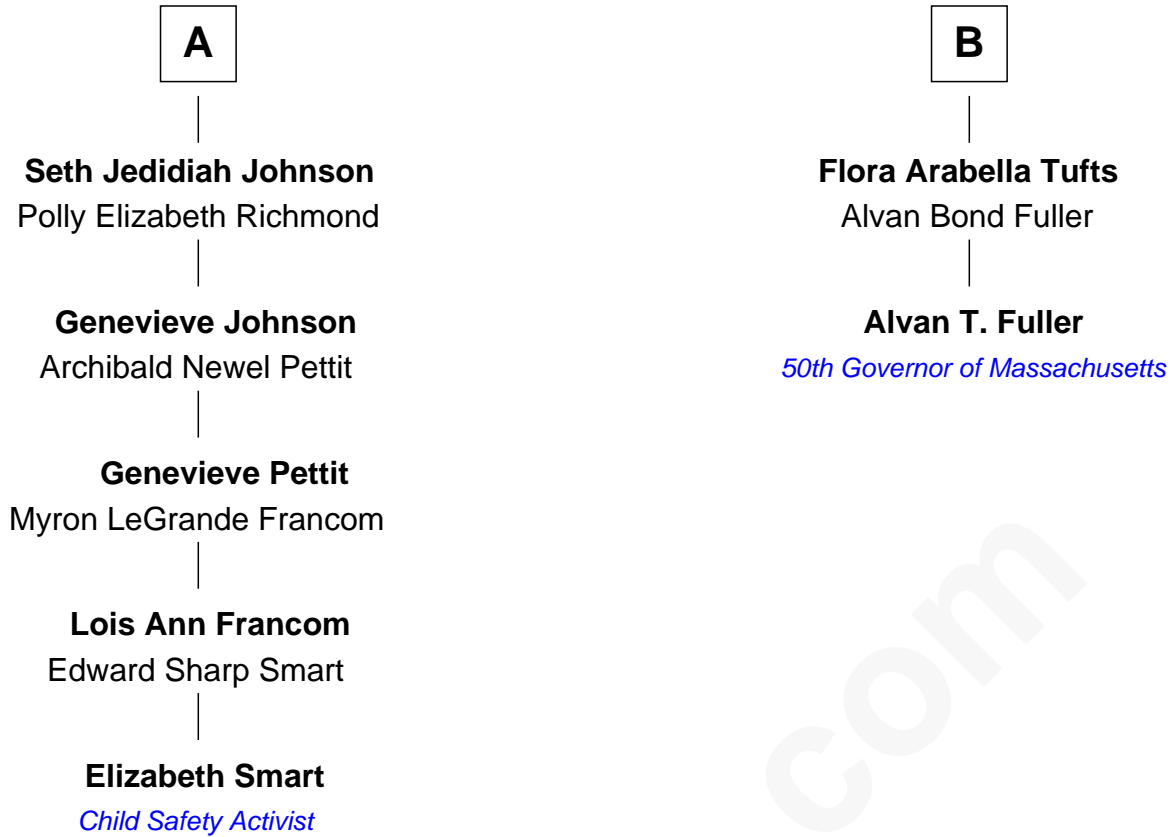 A
Seth Jedidiah Johnson
Polly Elizabeth Richmond
Genevieve Johnson
Archibald Newel Pettit
Genevieve Pettit
Myron LeGrande Francom
Lois Ann Francom
Edward Sharp Smart
Elizabeth Smart
Child Safety Activist
B
Flora Arabella Tufts
Alvan Bond Fuller
Alvan T. Fuller
50th Governor of Massachusetts
com